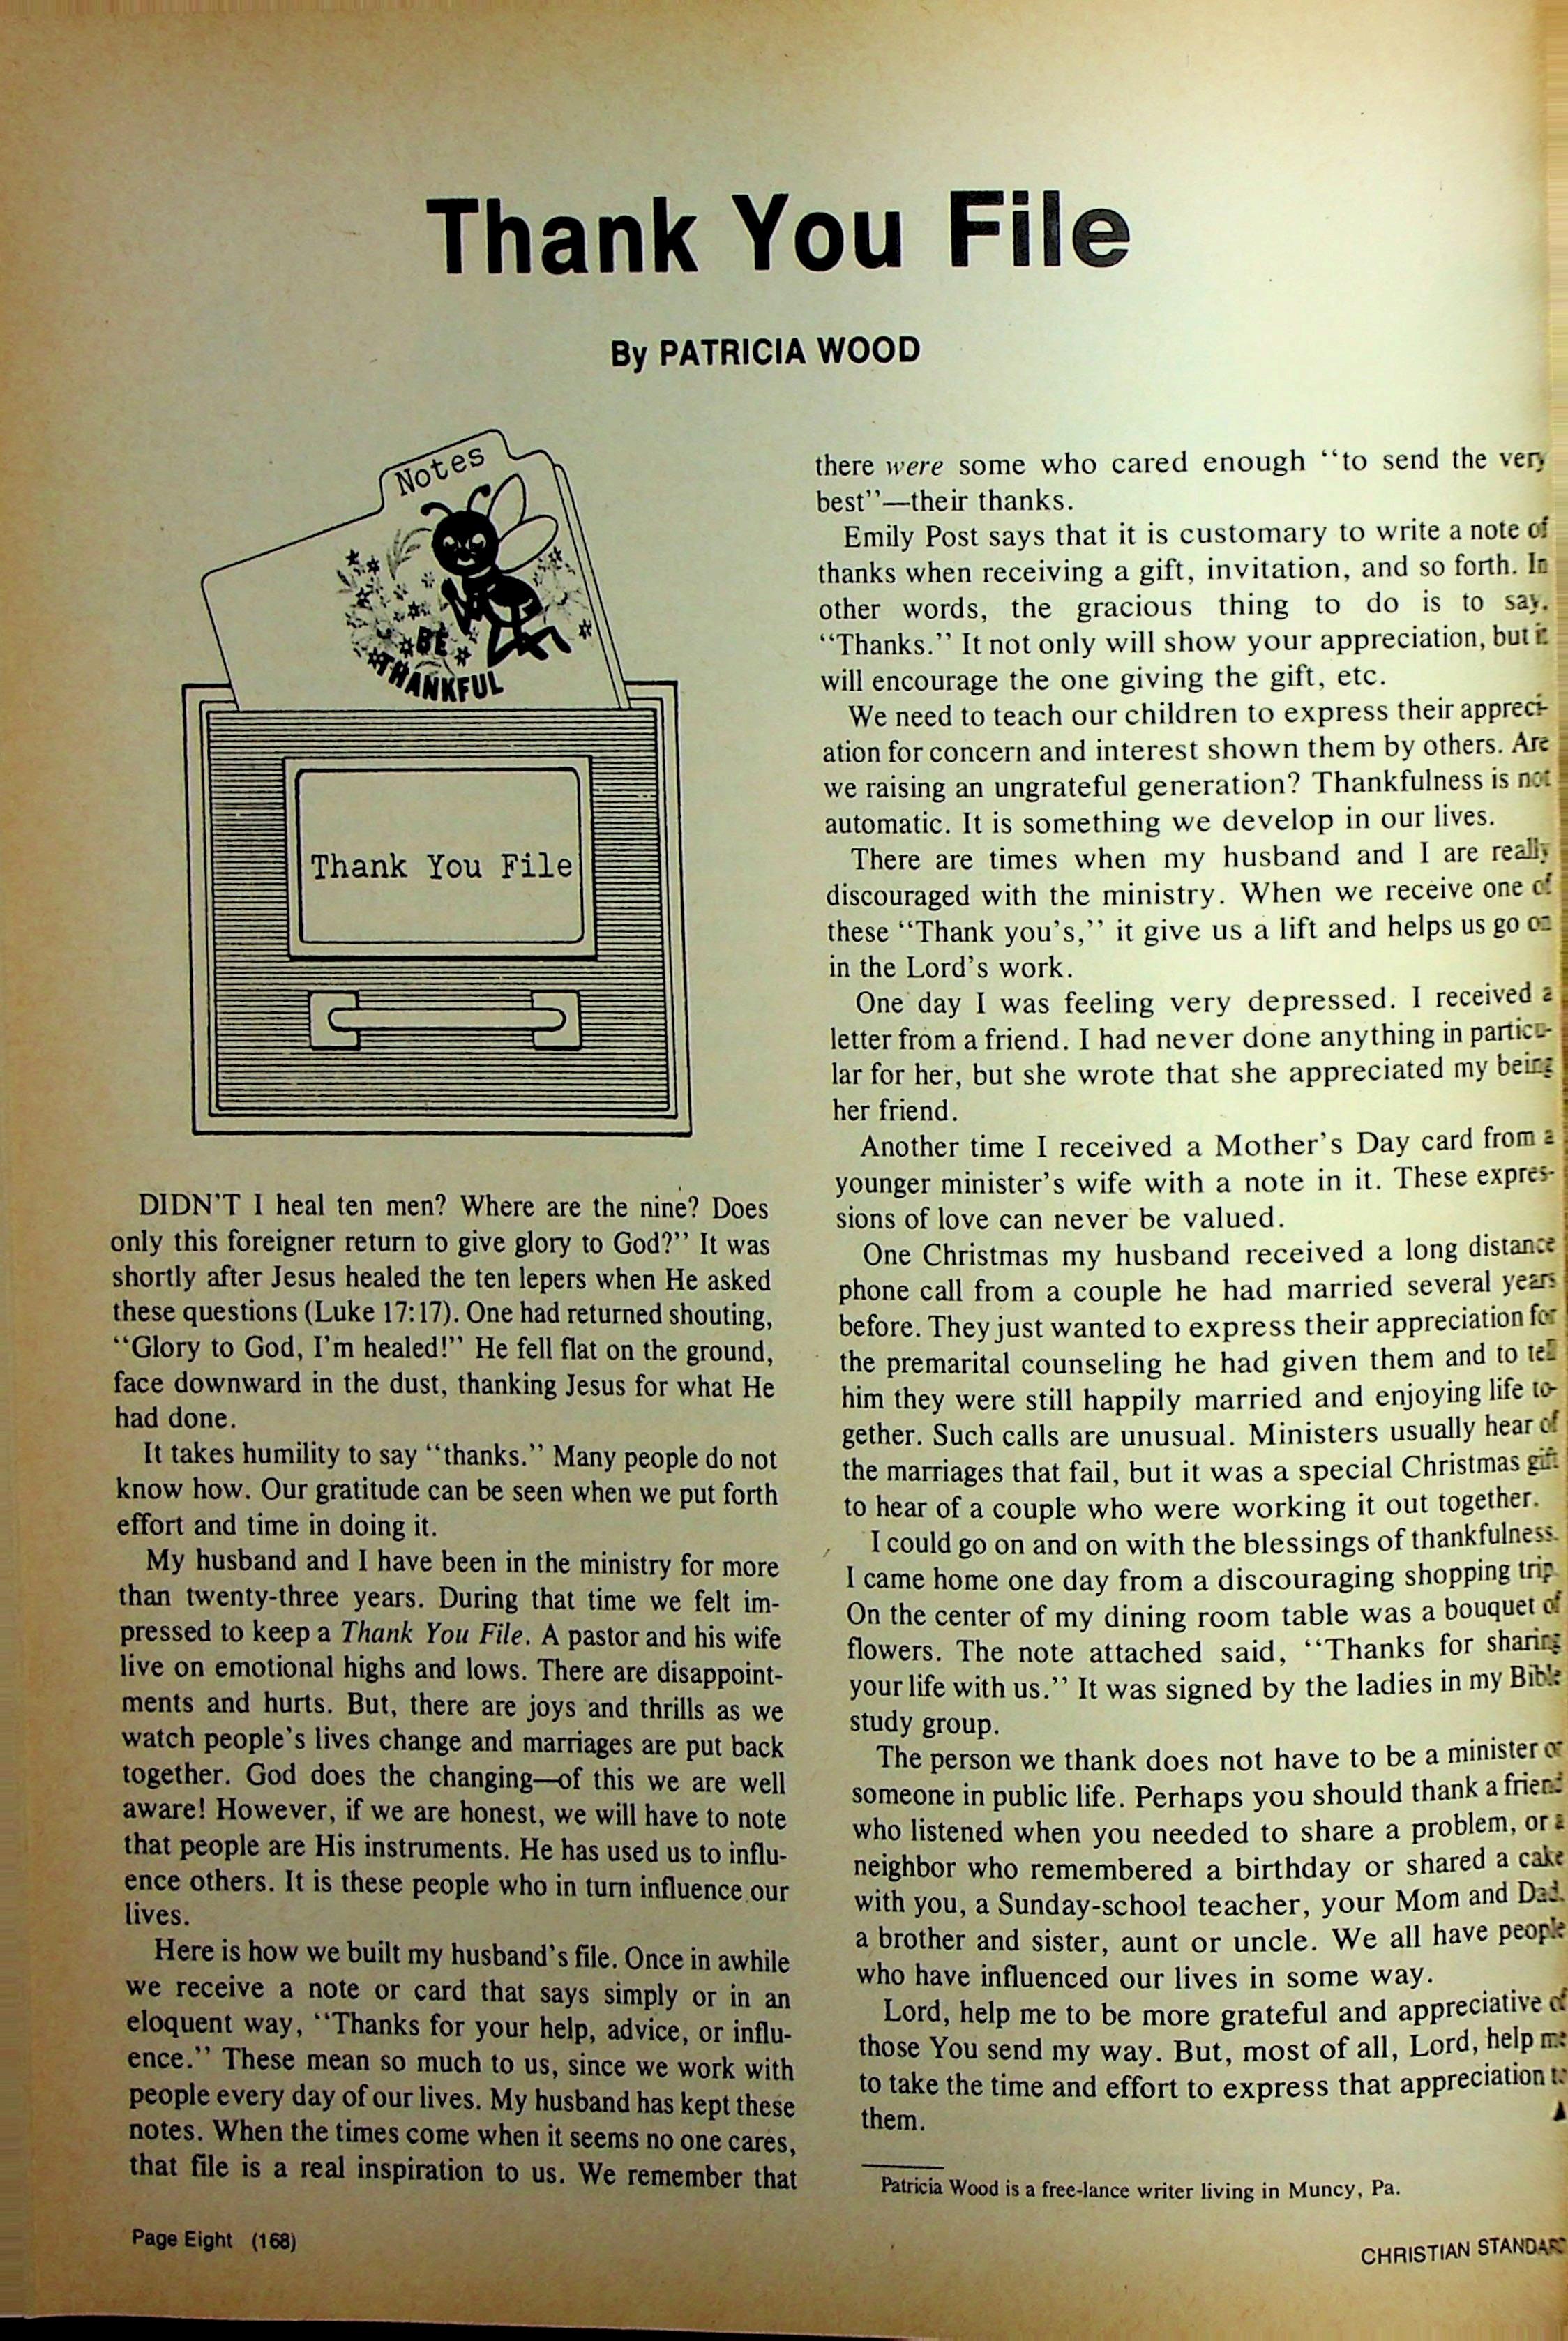 Thank You File
By PATRICIA WOOD
Notes
BE
THANKFUL
Thank You File
DIDN'T I heal ten men? Where are the nine? Does
only this foreigner return to give glory to God?’’ It was
shortly after Jesus healed the ten lepers when He asked
these questions (Luke 17:17). One had returned shouting,
‘‘Glory to God, I'm healed!’’ He fell flat on the ground,
face downward in the dust, thanking Jesus for what He
had done.
It takes humility to say ‘‘thanks.’’ Many people do not
know how. Our gratitude can be seen when we put forth
effort and time in doing it.
My husband and I have been in the ministry for more
than twenty-three years. During that time we felt im-
pressed to keep a Thank You File. A pastor and his wife
live on emotional highs and lows. There are disappoint-
ments and hurts. But, there are joys and thrills as we
watch people's lives change and marriages are put back
together. God does the changing—of this we are well
aware! However, if we are honest, we will have to note
that people are His instruments. He has used us to influ-
ence others. It is these people who in turn influence our
lives.
Here is how we built my husband's file. Once in awhile
we receive a note or card that says simply or in an
eloquent way, ‘‘Thanks for your help, advice, or influ-
ence.’’ These mean so much to us, since we work with
people every day of our lives. My husband has kept these
notes. When the times come when it seems no one cares,
that file is a real inspiration to us. We remember that
there were some who cared enough ‘‘to send the very
best’’—their thanks.
Emily Post says that it is customary to write a note of
thanks when receiving a gift, invitation, and so forth. In
other words, the gracious thing to do is to say,
‘‘Thanks.’’ It not only will show your appreciation, but it
will encourage the one giving the gift, etc.
We need to teach our children to express their appreci-
ation for concern and interest shown them by others. Are
we raising an ungrateful generation? Thankfulness is not
automatic. It is something we develop in our lives.
There are times when my husband and I are really
discouraged with the ministry. When we receive one of
these ‘‘Thank you's,’’ it give us a lift and helps us go on
in the Lord's work.
One day I was feeling very depressed. I received a
letter from a friend. I had never done anything in particu-
lar for her, but she wrote that she appreciated my being
her friend.
Another time I received a Mother's Day card from a
younger minister's wife with a note in it. These expres-
sions of love can never be valued.
One Christmas my husband received a long distance
phone call from a couple he had married several years
before. They just wanted to express their appreciation for
the premarital counseling he had given them and to tell
him they were still happily married and enjoying life to-
gether. Such calls are unusual. Ministers usually hear of
the marriages that fail, but it was a special Christmas gift
to hear of a couple who were working it out together.
I could go on and on with the blessings of thankfulness.
I came home one day from a discouraging shopping trip.
On the center of my dining room table was a bouquet of
flowers. The note attached said, ‘‘Thanks for sharing
your life with us.’’ It was signed by the ladies in my Bible
study group.
The person we thank does not have to be a minister or
someone in public life. Perhaps you should thank a friend
who listened when you needed to share a problem, or a
neighbor who remembered a birthday or shared a cake
with you, a Sunday-school teacher, your Mom and Dad,
a brother and sister, aunt or uncle. We all have people
who have influenced our lives in some way.
Lord, help me to be more grateful and appreciative of
those You send my way. But, most of all, Lord, help me
to take the time and effort to express that appreciation to
them.
Patricia Wood is a free-lance writer living in Muncy, Pa.
Page Eight (168)
CHRISTIAN STANDARD